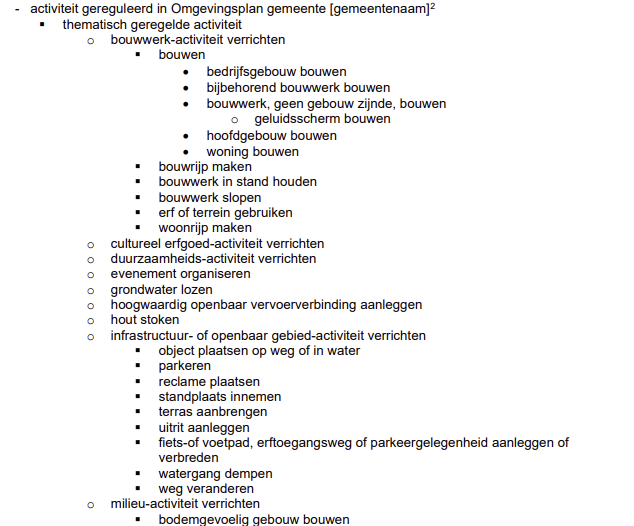 - activiteit gereguleerd in Omgevingsplan gemeente [gemeentenaam]²
▪ thematisch geregelde activiteit
o bouwwerk-activiteit verrichten
▪ bouwen
• bedrijfsgebouw bouwen
• bijbehorend bouwwerk bouwen
• bouwwerk, geen gebouw zijnde, bouwen
o geluidsscherm bouwen
• hoofdgebouw bouwen
• woning bouwen
▪ bouwrijp maken
▪ bouwwerk in stand houden
▪ bouwwerk slopen
▪ erf of terrein gebruiken
▪ woonrijp maken
o cultureel erfgoed-activiteit verrichten
o duurzaamheids-activiteit verrichten
o evenement organiseren
o grondwater lozen
o hoogwaardig openbaar vervoerverbinding aanleggen
o hout stoken
o infrastructuur- of openbaar gebied-activiteit verrichten
▪ object plaatsen op weg of in water
▪ parkeren
▪ reclame plaatsen
▪ standplaats innemen
▪ terras aanbrengen
▪ uitrit aanleggen
▪ fiets-of voetpad, erftoegangsweg of parkeergelegenheid aanleggen of
verbreden
▪ watergang dempen
▪ weg veranderen
o milieu-activiteit verrichten
▪ bodemgevoelig gebouw bouwen